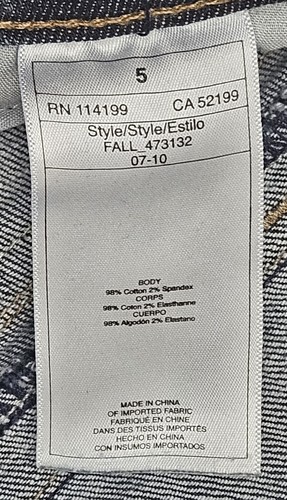 5
RN 114199 CA 52199
Style/Style/Estilo
FALL_473132
07-10
BODY
98% Cotton 2% Spandex
CORPS
98% Coton 2% Elasthanne
CUERPO
98% Algodón 2% Elastano
MADE IN CHINA
OF IMPORTED FABRIC
FABRIQUÉ EN CHINE
DANS DES TISSUS IMPORTÉS
HECHO EN CHINA
CON INSUMOS IMPORTADOS